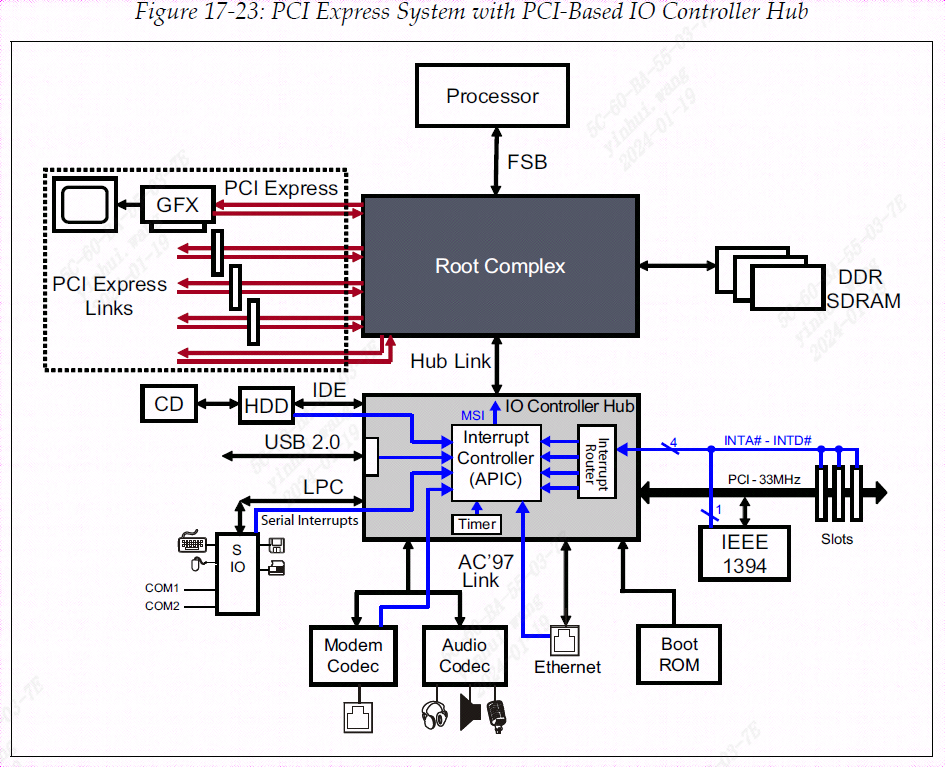 Figure 17-23: PCI Express System with PCI-Based IO Controller Hub
Processor
FSB
PCI Express
GFX
Root Complex
PCI Express
Links
DDR
SDRAM
Hub Link
CD
HDD
IDE
IO Controller Hub
MSI
USB 2.0
Interrupt
Controller
(APIC)
Interrupt
Router
4
INTA# - INTD#
PCI - 33MHz
LPC
Serial Interrupts
Timer
1
Slots
S
IO
IEEE
1394
AC'97
Link
COM1
COM2
Modem
Codec
Audio
Codec
Ethernet
Boot
ROM
5C-60-BA-55-03-7E
yinhui.wang
2024-01-19